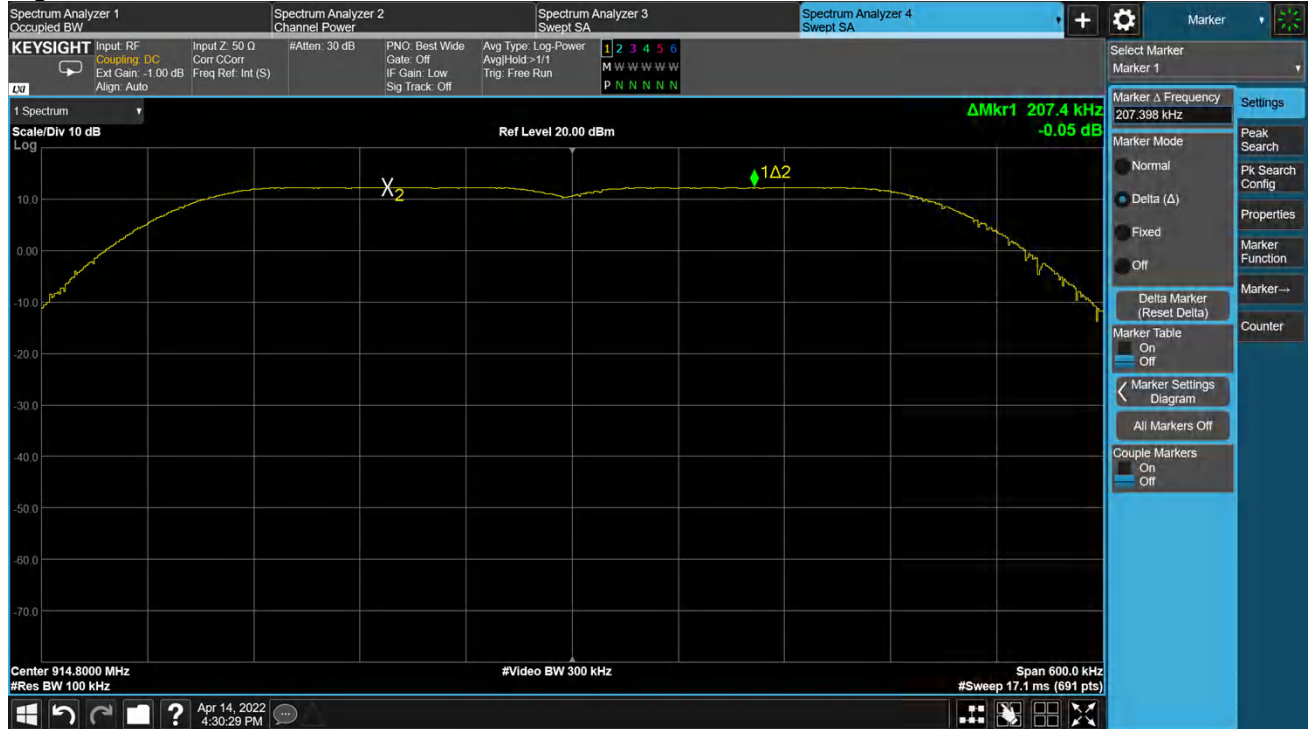 Spectrum Analyzer 1
Occupied BW
Spectrum Analyzer 2
Channel Power
Spectrum Analyzer 3
Swept SA
Spectrum Analyzer 4
Swept SA
+
Marker
KEYSIGHT
LXI
Input: RF
Coupling: DC
Ext Gain: -1.00 dB
Align: Auto
Input Z: 50 Ω
Corr CCorr
Freq Ref: Int (S)
#Atten: 30 dB
PNO: Best Wide
Gate: Off
IF Gain: Low
Sig Track: Off
Avg Type: Log-Power
Avg|Hold:>1/1
Trig: Free Run
1 2 3 4 5 6
M W W W W W
P N N N N N
Select Marker
Marker 1
1 Spectrum
ΔMkr1 207.4 kHz
-0.05 dB
Scale/Div 10 dB
Ref Level 20.00 dBm
Log
X2
1Δ2
10.0
0.00
-10.0
-20.0
-30.0
-40.0
-50.0
-60.0
-70.0
Center 914.8000 MHz
#Res BW 100 kHz
#Video BW 300 kHz
Span 600.0 kHz
#Sweep 17.1 ms (691 pts)
Marker Δ Frequency
207.398 kHz
Marker Mode
Normal
Delta (Δ)
Fixed
Off
Delta Marker
(Reset Delta)
Marker Table
On
Off
Marker Settings
Diagram
All Markers Off
Couple Markers
On
Off
Settings
Peak
Search
Pk Search
Config
Properties
Marker
Function
Marker→
Counter
?
Apr 14, 2022
4:30:29 PM